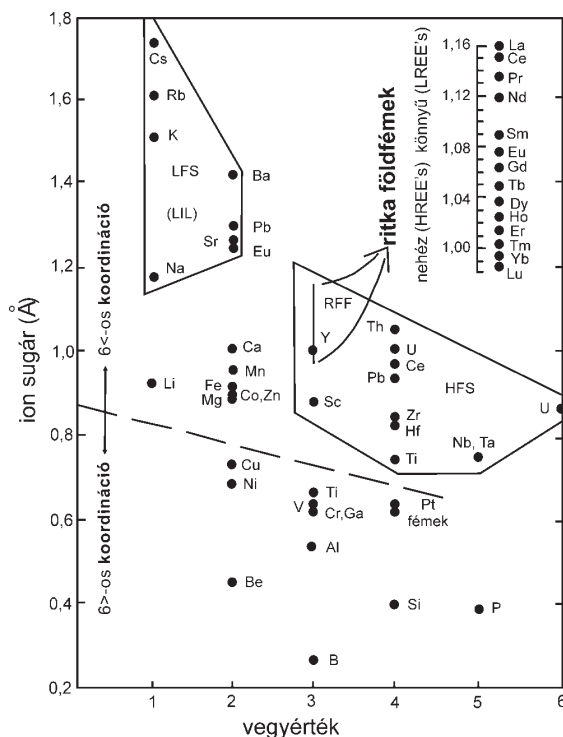 1,8
1,6
1,4
1,2
1,0
0,8
0,6
0,4
0,2
ion sugár (Å)
6<-os koordináció
6>-os koordináció
1
2
3
4
5
6
vegyérték
Cs
Rb
K
Na
LFS
(LIL)
Ba
Pb
Sr
Eu
Li
Ca
Mn
Fe
Co,Zn
Mg
Cu
Ni
Be
RFF
Y
Sc
Ti
V
Cr,Ga
Al
B
Th
U
Ce
Pb
Zr
Hf
Ti
HFS
Pt
fémek
Si
Nb, Ta
P
U
ritka földfémek
nehéz (HREE's) könnyű (LREE's)
1,16
1,12
1,08
1,04
1,00
La
Ce
Pr
Nd
Sm
Eu
Gd
Tb
Dy
Ho
Er
Tm
Yb
Lu